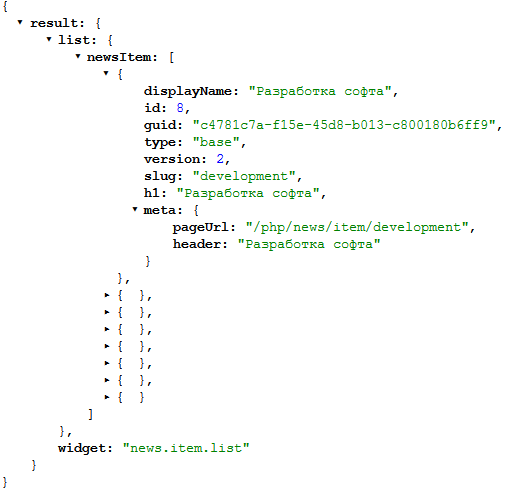 {
▼ result: {
▼ list: {
▼ newsItem: [
▼ {
displayName: "Разработка софта",
id: 8,
guid: "c4781c7a-f15e-45d8-b013-c800180b6ff9",
type: "base",
version: 2,
slug: "development",
h1: "Разработка софта",
▼ meta: {
pageUrl: "/php/news/item/development",
header: "Разработка софта"
}
},
► { },
► { },
► { },
► { },
► { },
► { },
► { }
]
},
widget: "news.item.list"
}
}